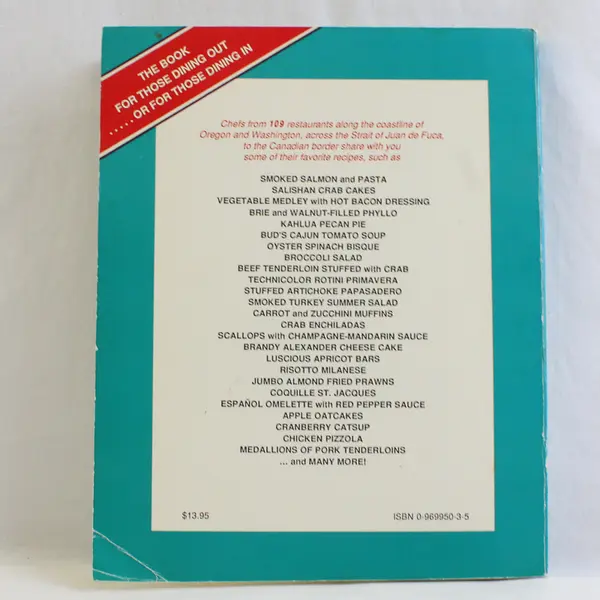 THE BOOK
FOR THOSE DINING OUT
.....OR FOR THOSE DINING IN
Chefs from 109 restaurants along the coastline of
Oregon and Washington, across the Strait of Juan de Fuca,
to the Canadian border share with you
some of their favorite recipes, such as
SMOKED SALMON and PASTA
SALISHAN CRAB CAKES
VEGETABLE MEDLEY with HOT BACON DRESSING
BRIE and WALNUT-FILLED PHYLLO
KAHLUA PECAN PIE
BUD'S CAJUN TOMATO SOUP
OYSTER SPINACH BISQUE
BROCCOLI SALAD
BEEF TENDERLOIN STUFFED with CRAB
TECHNICOLOR ROTINI PRIMAVERA
STUFFED ARTICHOKE PAPASADERO
SMOKED TURKEY SUMMER SALAD
CARROT and ZUCCHINI MUFFINS
CRAB ENCHILADAS
SCALLOPS with CHAMPAGNE-MANDARIN SAUCE
BRANDY ALEXANDER CHEESE CAKE
LUSCIOUS APRICOT BARS
RISOTTO MILANESE
JUMBO ALMOND FRIED PRAWNS
COQUILLE ST. JACQUES
ESPAÑOL OMELETTE with RED PEPPER SAUCE
APPLE OATCAKES
CRANBERRY CATSUP
CHICKEN PIZZOLA
MEDALLIONS OF PORK TENDERLOINS
... and MANY MORE!
$13.95 ISBN 0-969950-3-5